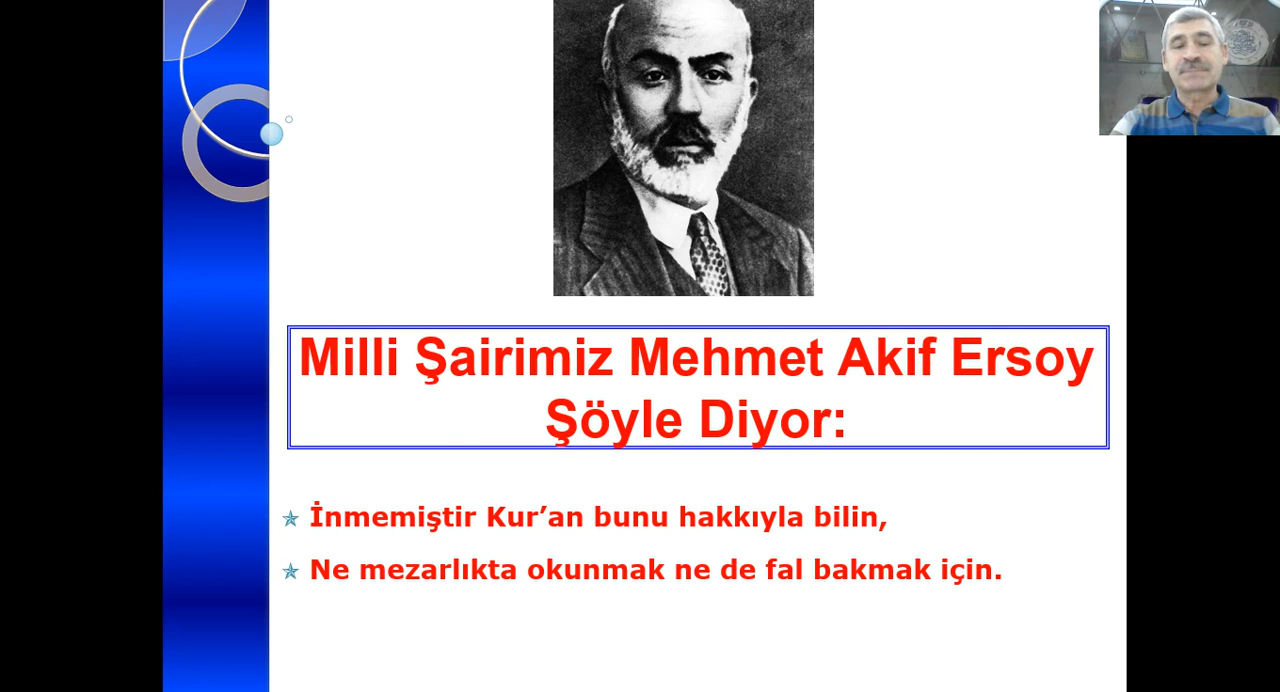 Milli Şairimiz Mehmet Akif Ersoy
Şöyle Diyor:
İnmemiştir Kur’an bunu hakkıyla bilin,
Ne mezarlıkta okunmak ne de fal bakmak için.